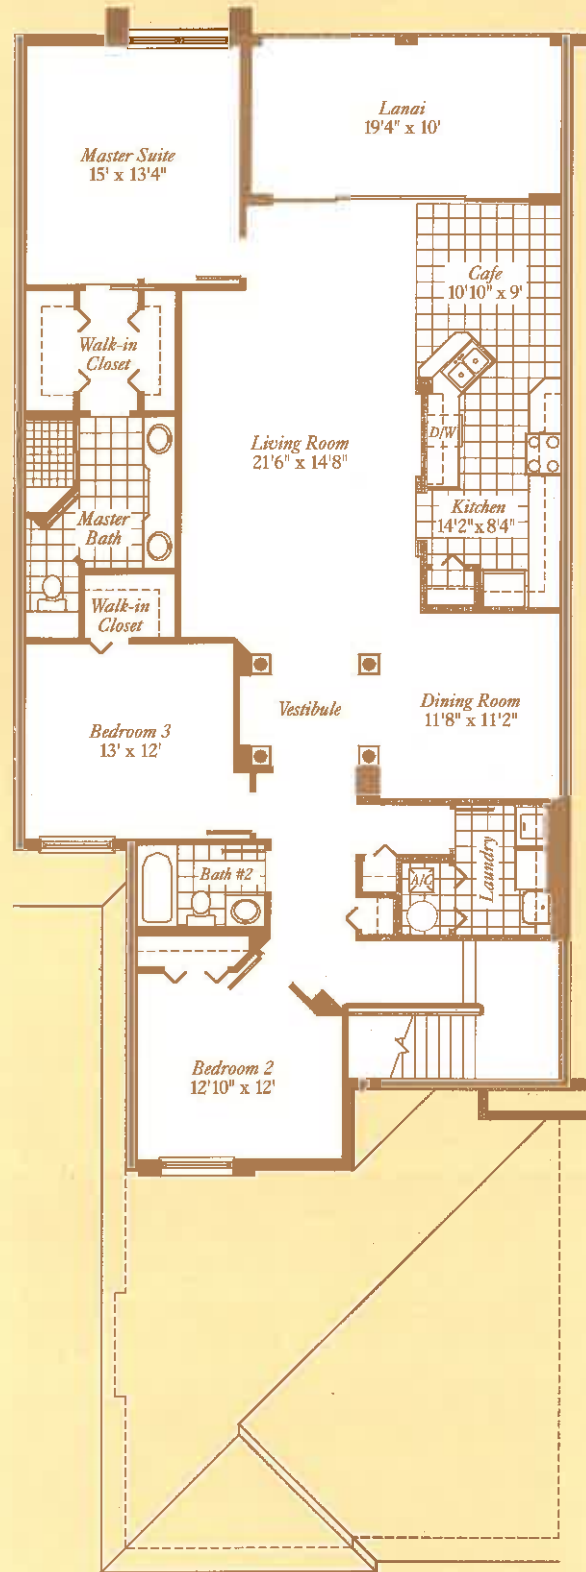 Lanai
19'4" x 10'
Master Suite
15' x 13'4"
Cafe
10'10" x 9'
Walk-in
Closet
Living Room
21'6" x 14'8"
D/W
Kitchen
14'2" x 8'4"
Master
Bath
Walk-in
Closet
Vestibule
Dining Room
11'8" x 11'2"
Bedroom 3
13' x 12'
Bath #2
A/C
Laundry
Bedroom 2
12'10" x 12'